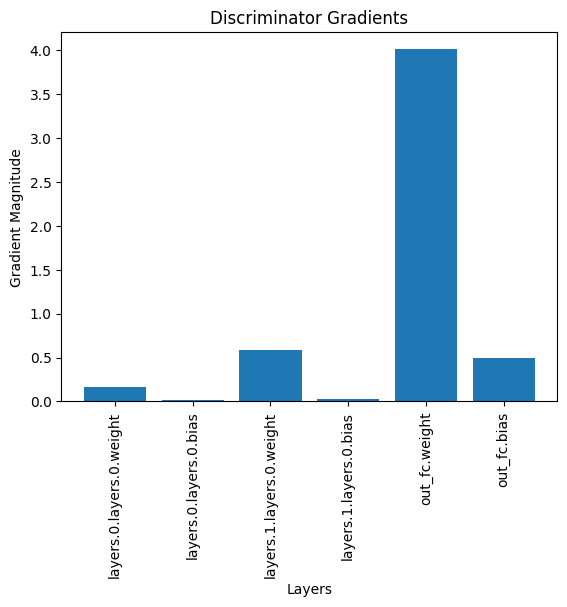 Discriminator Gradients
Gradient Magnitude
4.0
3.5
3.0
2.5
2.0
1.5
1.0
0.5
0.0
layers.0.layers.0.weight
layers.0.layers.0.bias
layers.1.layers.0.weight
layers.1.layers.0.bias
out_fc.weight
out_fc.bias
Layers